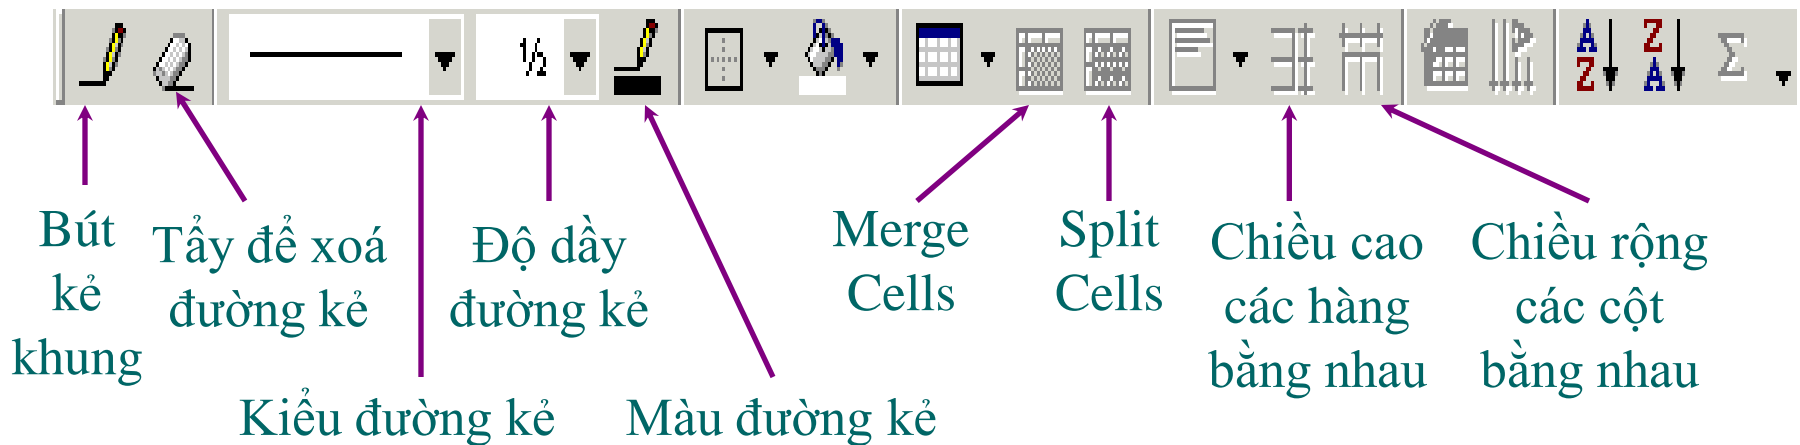 ½
A
Z
Z
A
Σ
Bút
kẻ
khung
Tẩy để xoá
đường kẻ
Kiểu đường kẻ
Độ dầy
đường kẻ
Màu đường kẻ
Merge
Cells
Split
Cells
Chiều cao
các hàng
bằng nhau
Chiều rộng
các cột
bằng nhau